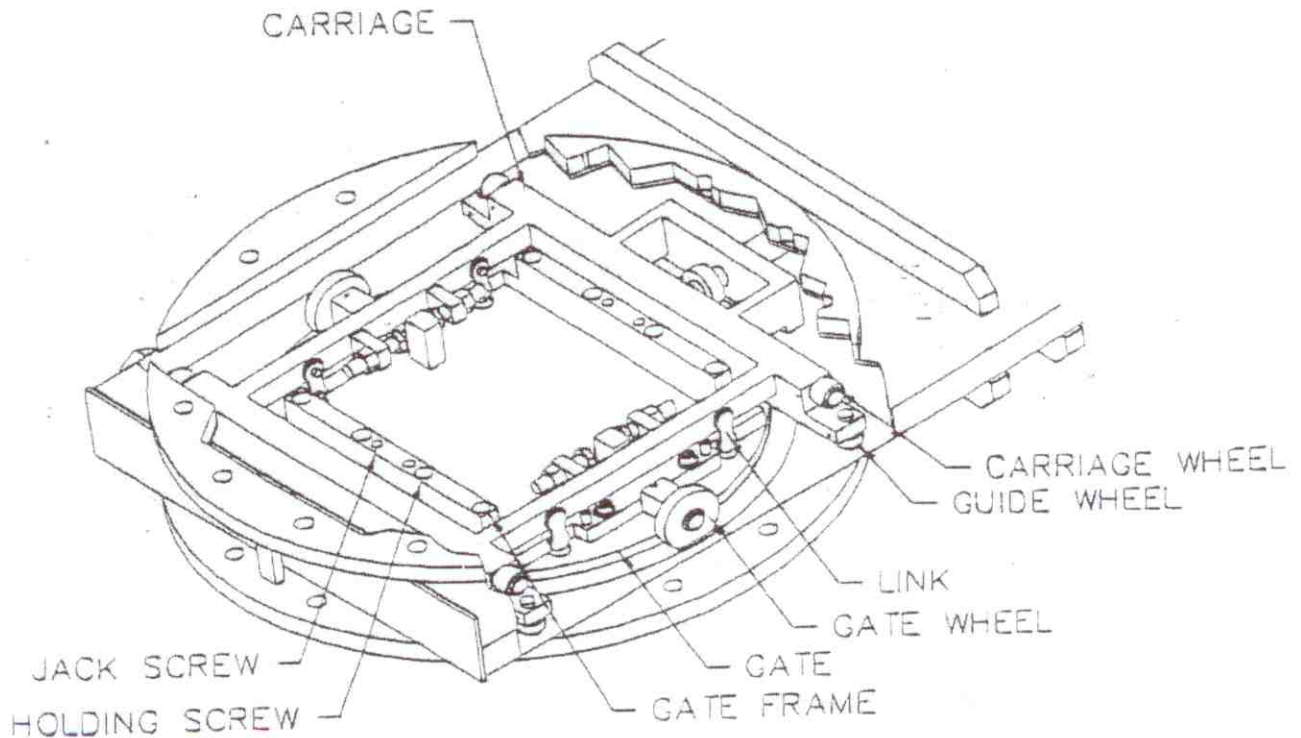 CARRIAGE
CARRIAGE WHEEL
GUIDE WHEEL
LINK
GATE WHEEL
JACK SCREW
GATE
HOLDING SCREW
GATE FRAME